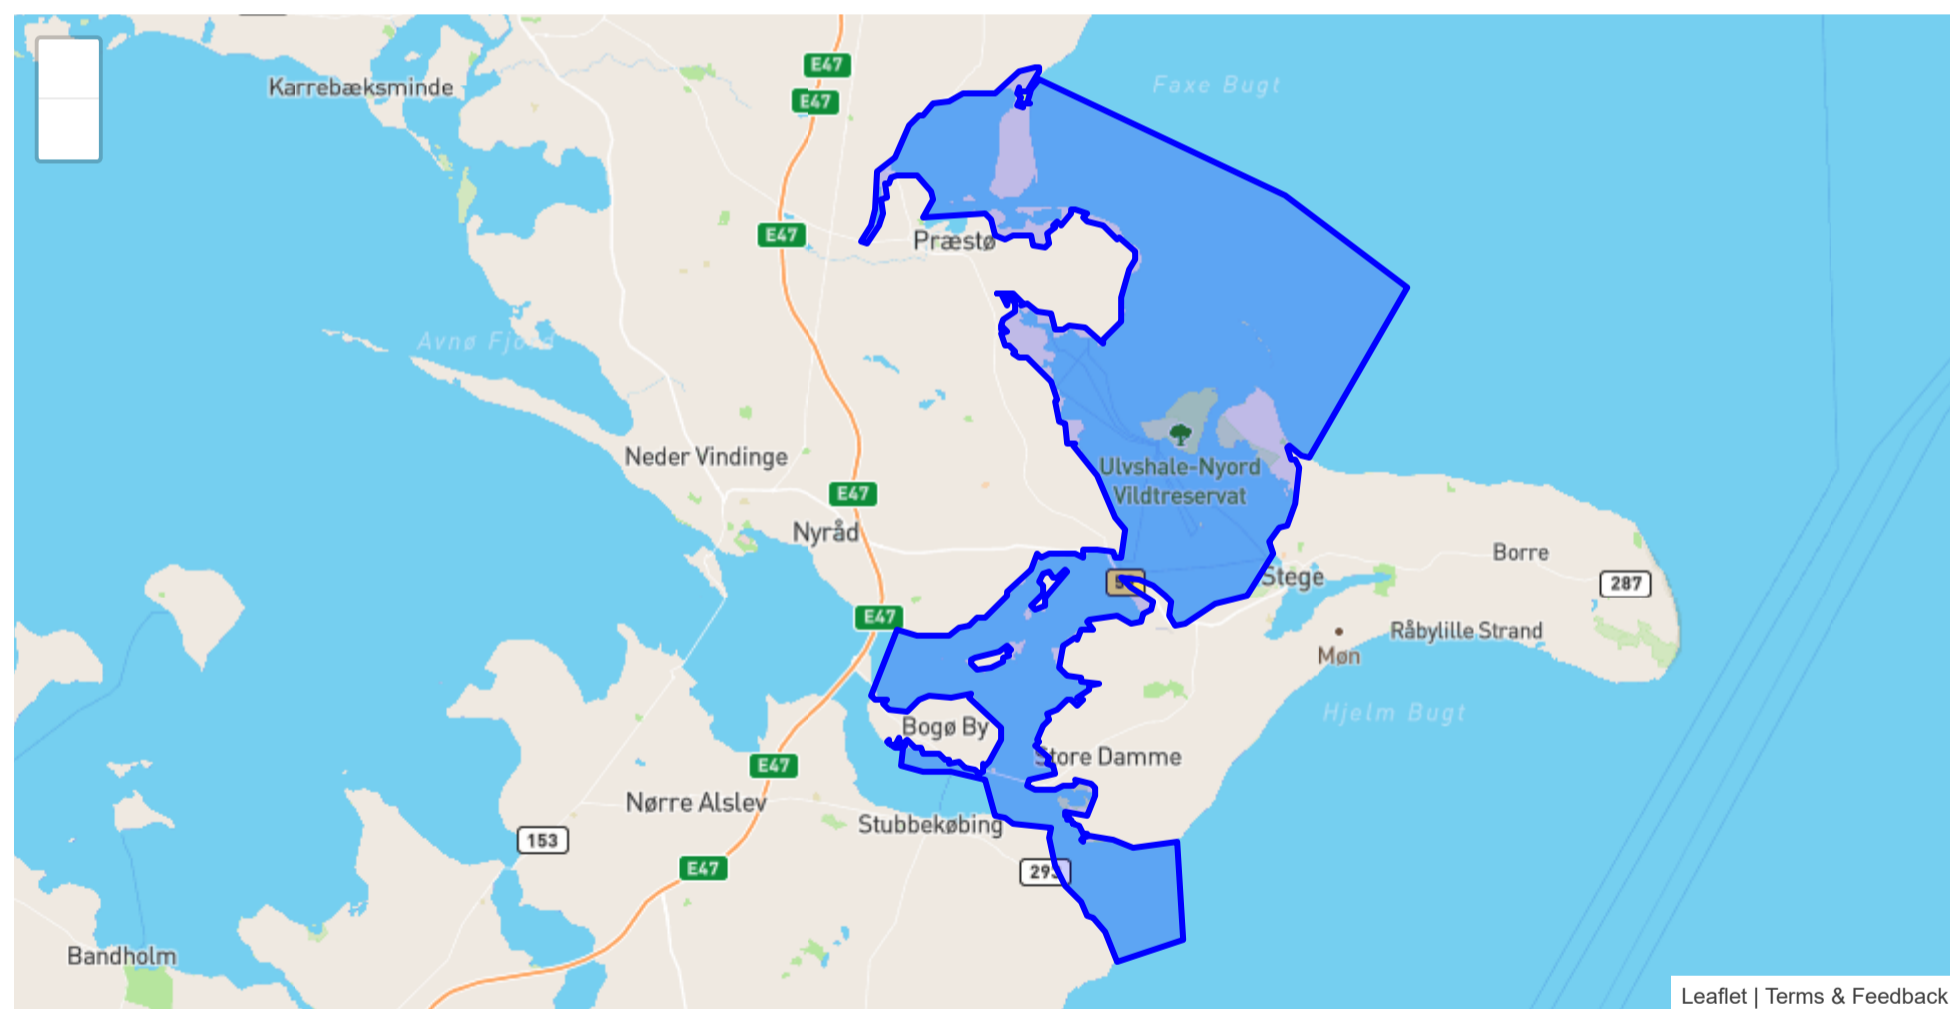 E47
Faxe Bugt
Karrebæksminde
E47
E47
Præstø
Avnø Fjord
Neder Vindinge
Ulvshale-Nyord
Vildtreservat
E47
Nyråd
Borre
Stege
287
E47
Råbylille Strand
Møn
Hjelm Bugt
Bogø By
Store Damme
E47
Nørre Alslev
Stubbekøbing
153
E47
293
Bandholm
Leaflet | Terms & Feedback